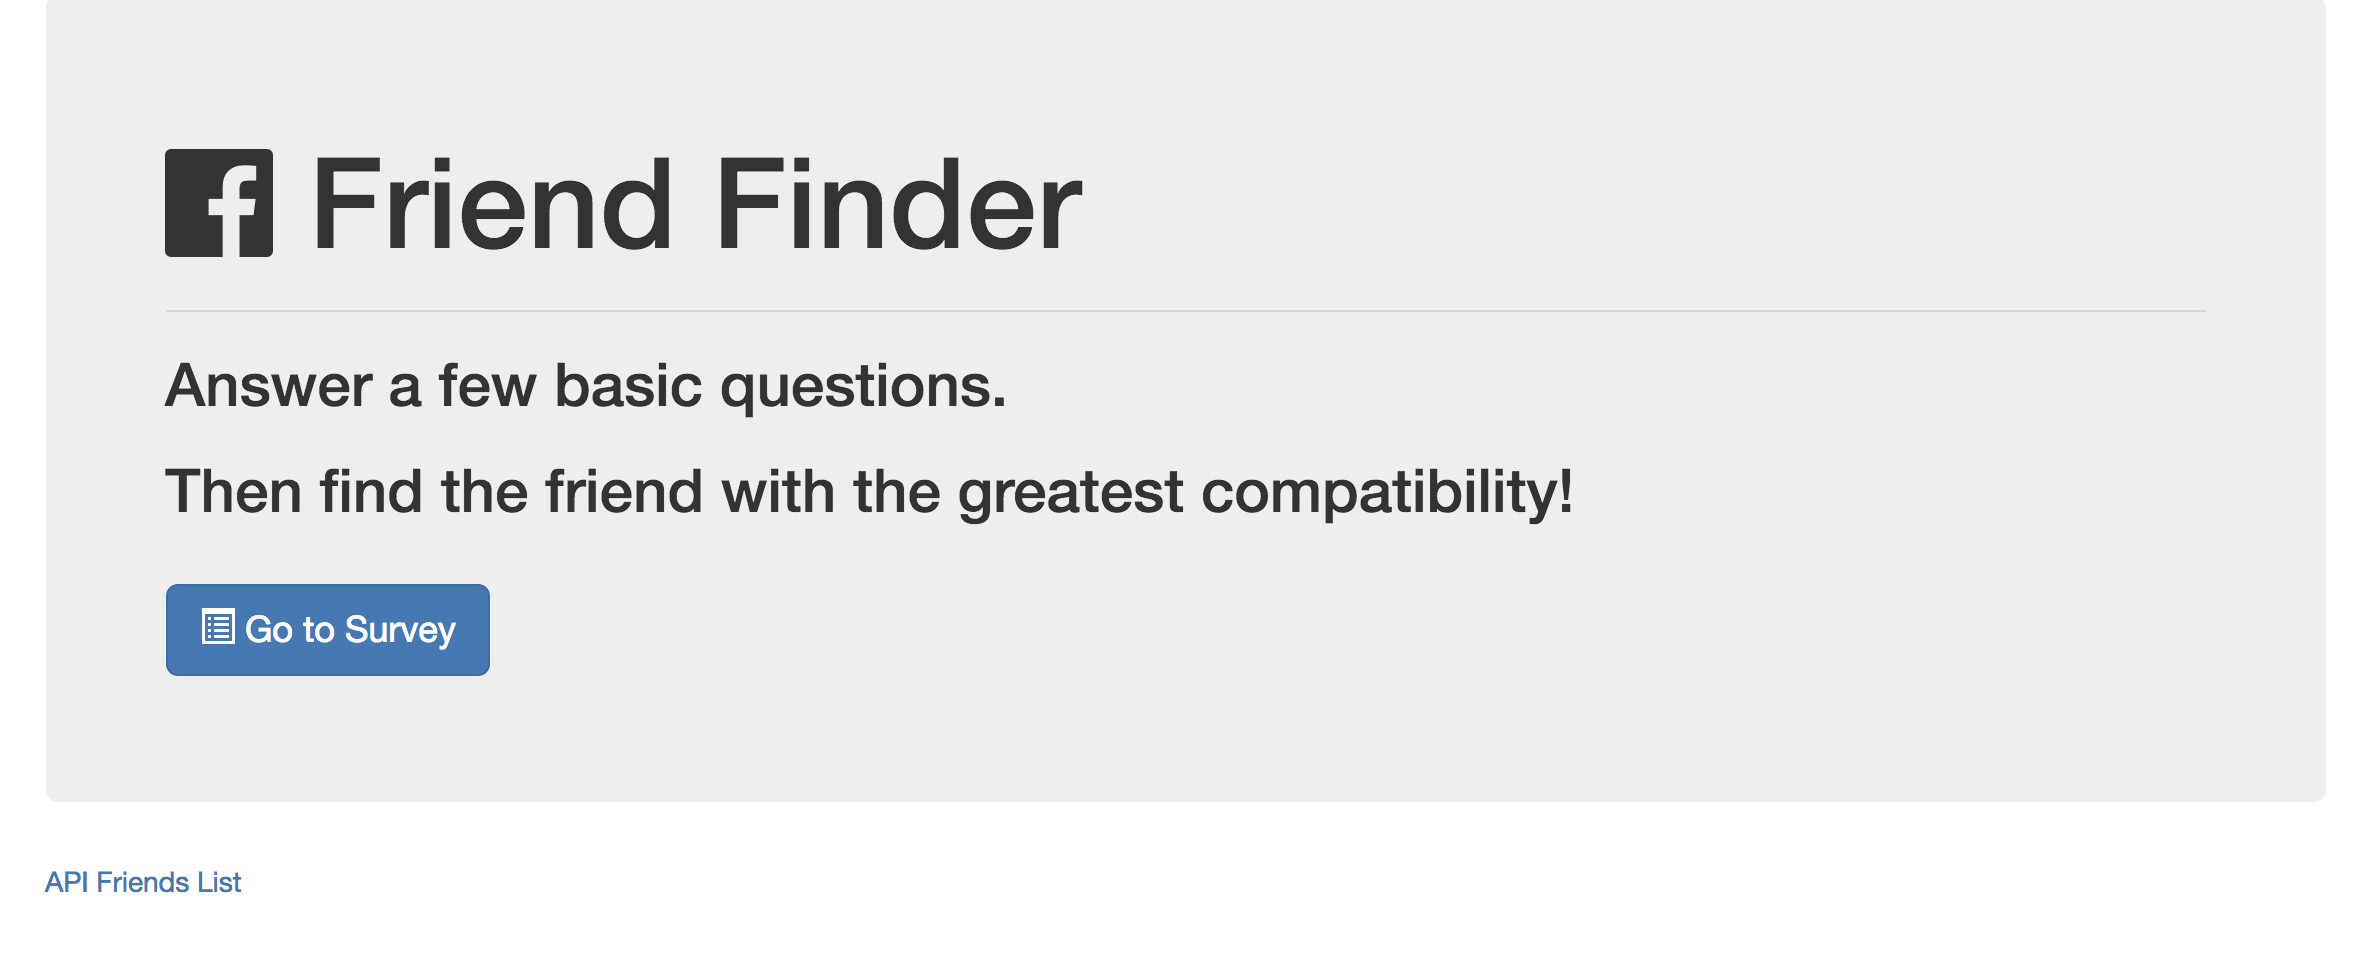 Friend Finder
Answer a few basic questions.
Then find the friend with the greatest compatibility!
Go to Survey
API Friends List